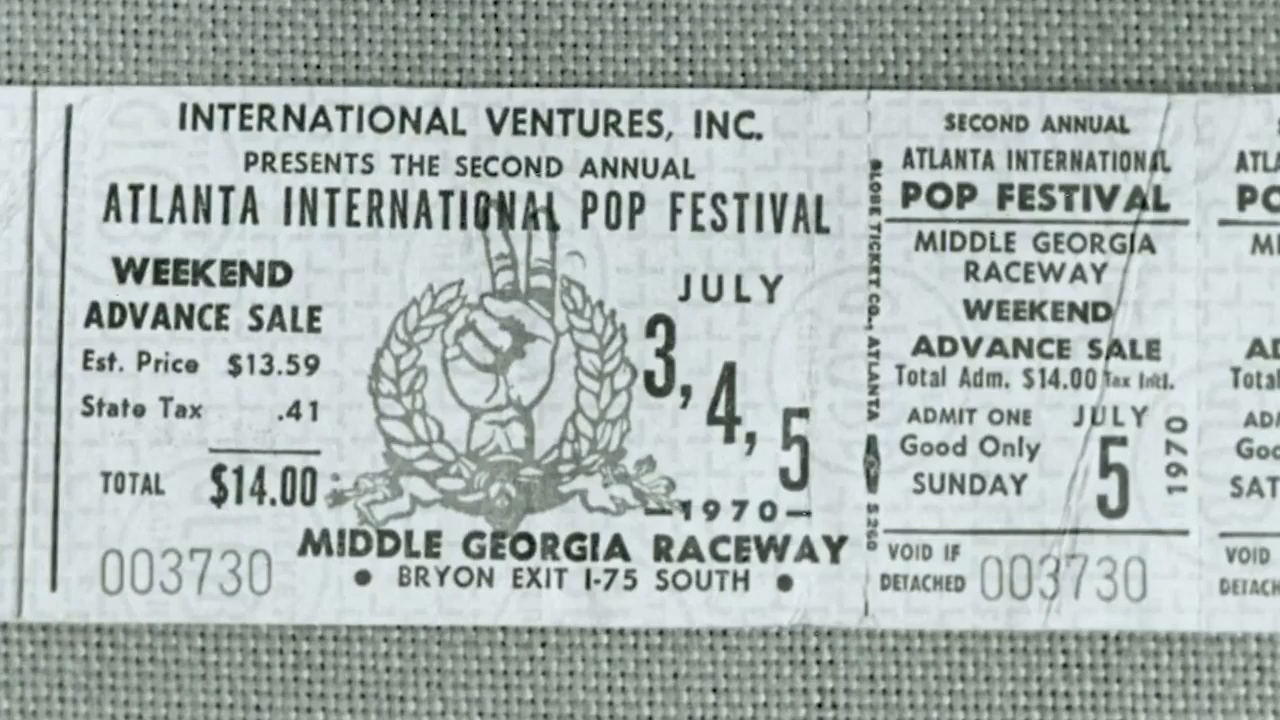 INTERNATIONAL VENTURES, INC.
PRESENTS THE SECOND ANNUAL
ATLANTA INTERNATIONAL POP FESTIVAL
WEEKEND
ADVANCE SALE
Est. Price $13.59
State Tax .41
TOTAL $14.00
003730
JULY
3, 4, 5
—1970—
MIDDLE GEORGIA RACEWAY
• BRYON EXIT I-75 SOUTH •
GLOBE TICKET CO., ATLANTA
SECOND ANNUAL
ATLANTA INTERNATIONAL
POP FESTIVAL
MIDDLE GEORGIA
RACEWAY
WEEKEND
ADVANCE SALE
Total Adm. $14.00 Tax Incl.
ADMIT ONE
Good Only
SUNDAY
JULY
5
1970
VOID IF
DETACHED
003730
VOID